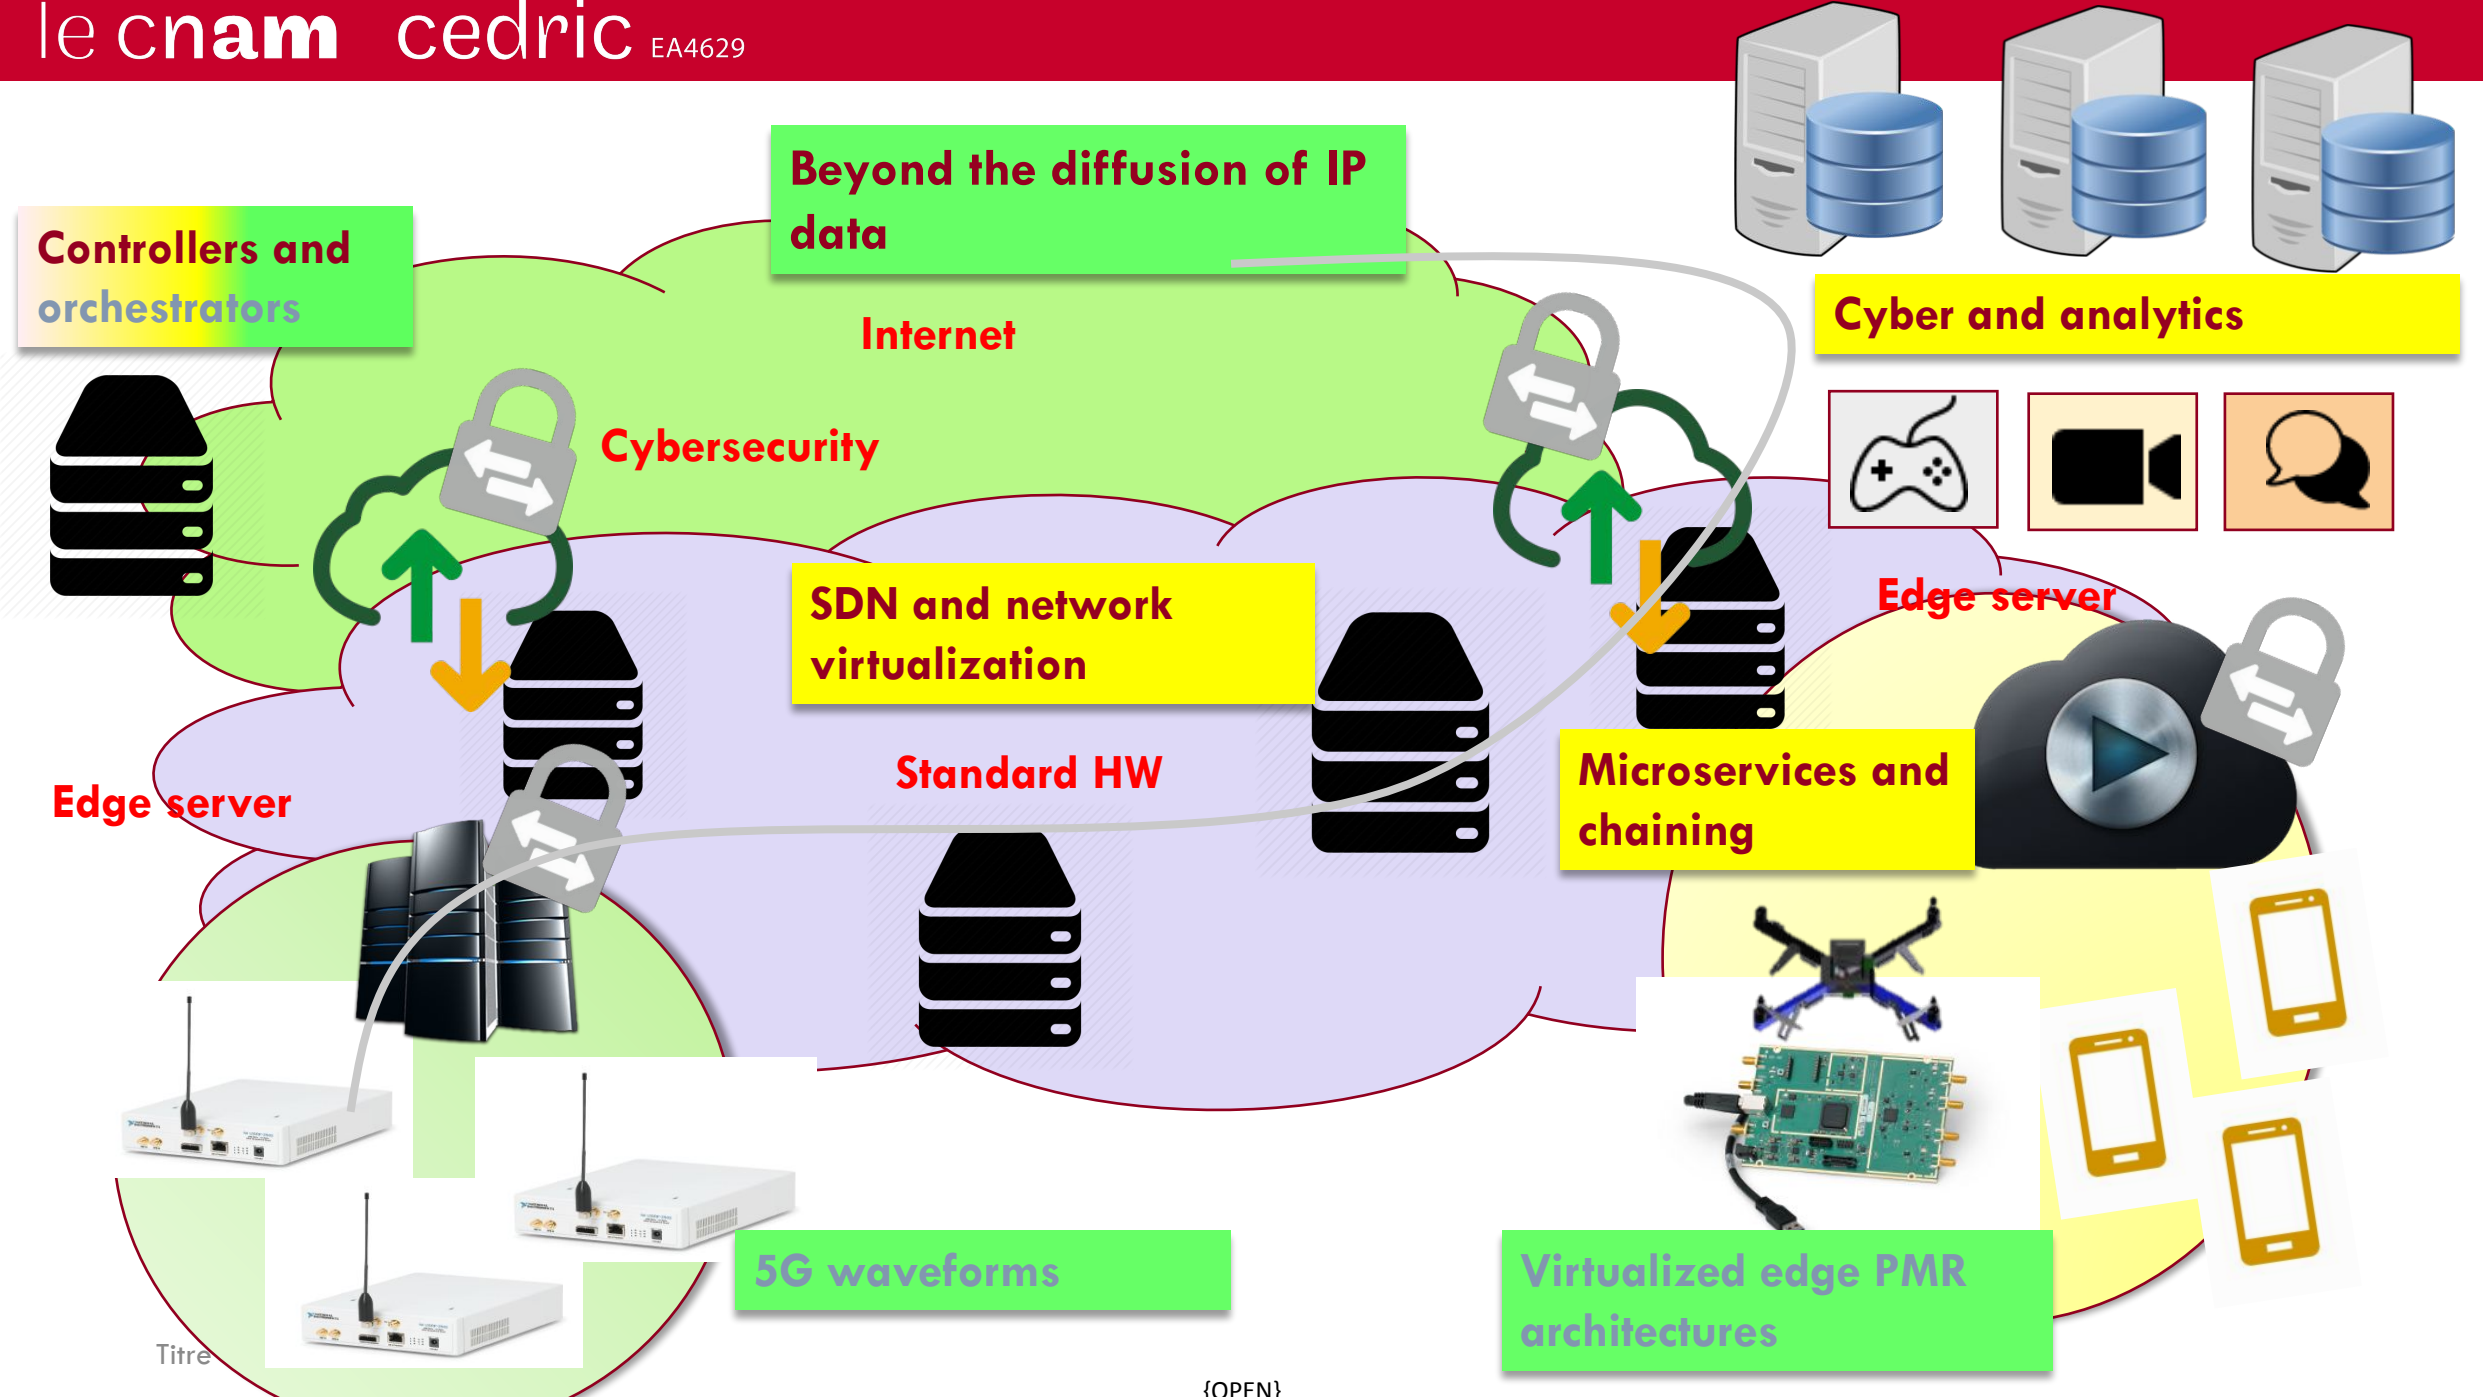 le cnam cedric EA4629
Beyond the diffusion of IP
data
Controllers and
orchestrators
Internet
Cyber and analytics
Cybersecurity
SDN and network
virtualization
Edge server
Standard HW
Microservices and
chaining
Edge server
5G waveforms
Virtualized edge PMR
architectures
Titre
{OPEN}